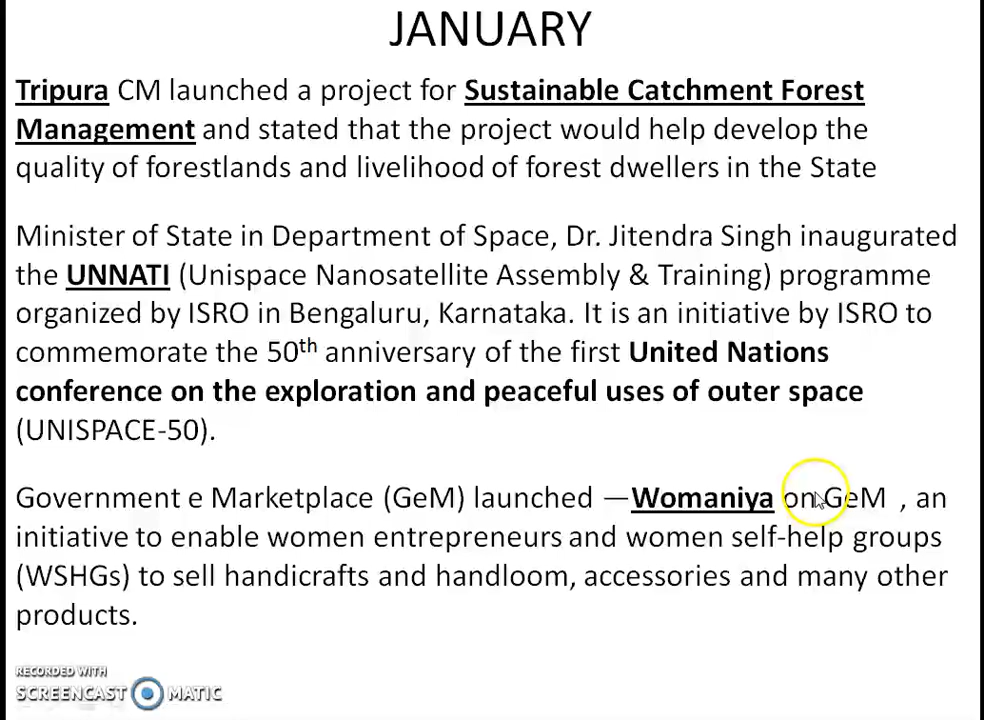 JANUARY
Tripura CM launched a project for Sustainable Catchment Forest
Management and stated that the project would help develop the
quality of forestlands and livelihood of forest dwellers in the State
Minister of State in Department of Space, Dr. Jitendra Singh inaugurated
the UNNATI (Unispace Nanosatellite Assembly & Training) programme
organized by ISRO in Bengaluru, Karnataka. It is an initiative by ISRO to
commemorate the 50th anniversary of the first United Nations
conference on the exploration and peaceful uses of outer space
(UNISPACE-50).
Government e Marketplace (GeM) launched ―Womaniya on GeM , an
initiative to enable women entrepreneurs and women self-help groups
(WSHGs) to sell handicrafts and handloom, accessories and many other
products.
RECORDED WITH
SCREENCAST MATIC